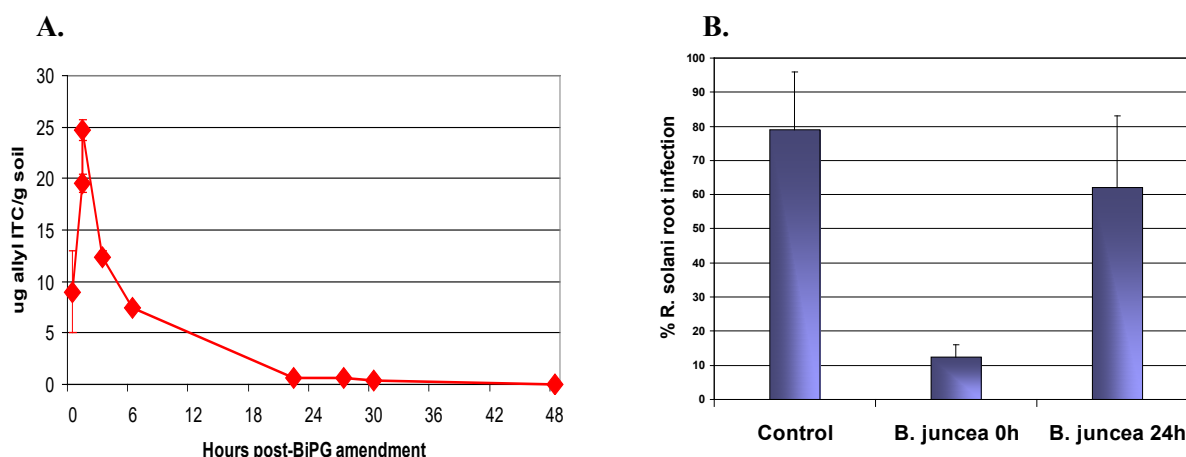 A.
30
25
20
15
10
5
0
ug allyl ITC/g soil
0 6 12 18 24 30 36 42 48
Hours post-BiPG amendment
B.
100
90
80
70
60
50
40
30
20
10
0
% R. solani root infection
Control B. juncea 0h B. juncea 24h